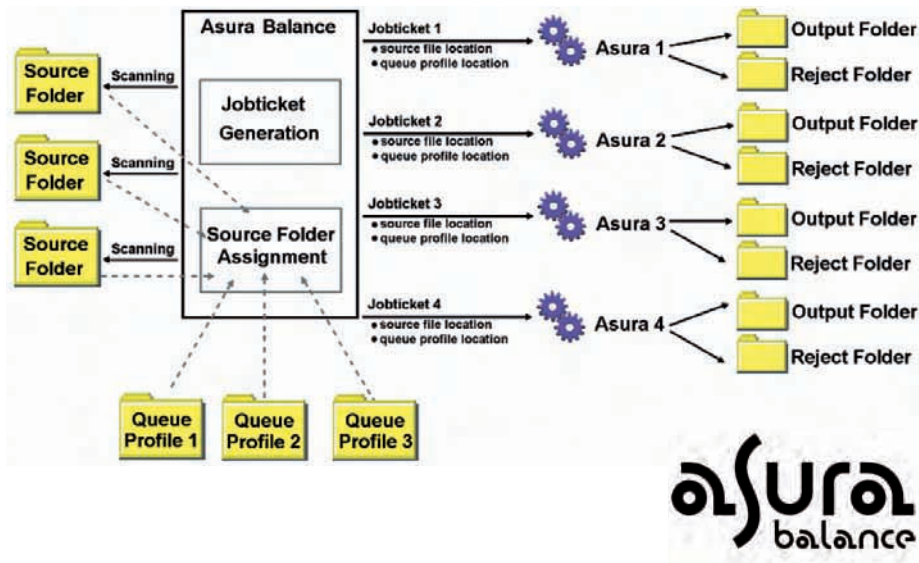 Asura Balance
Jobticket
Generation
Source Folder
Assignment
Source
Folder
Scanning
Source
Folder
Scanning
Source
Folder
Scanning
Queue
Profile 1
Queue
Profile 2
Queue
Profile 3
Jobticket 1
● source file location
● queue profile location
Asura 1
Output Folder
Reject Folder
Jobticket 2
● source file location
● queue profile location
Asura 2
Output Folder
Reject Folder
Jobticket 3
● source file location
● queue profile location
Asura 3
Output Folder
Reject Folder
Jobticket 4
● source file location
● queue profile location
Asura 4
Output Folder
Reject Folder
asura
balance